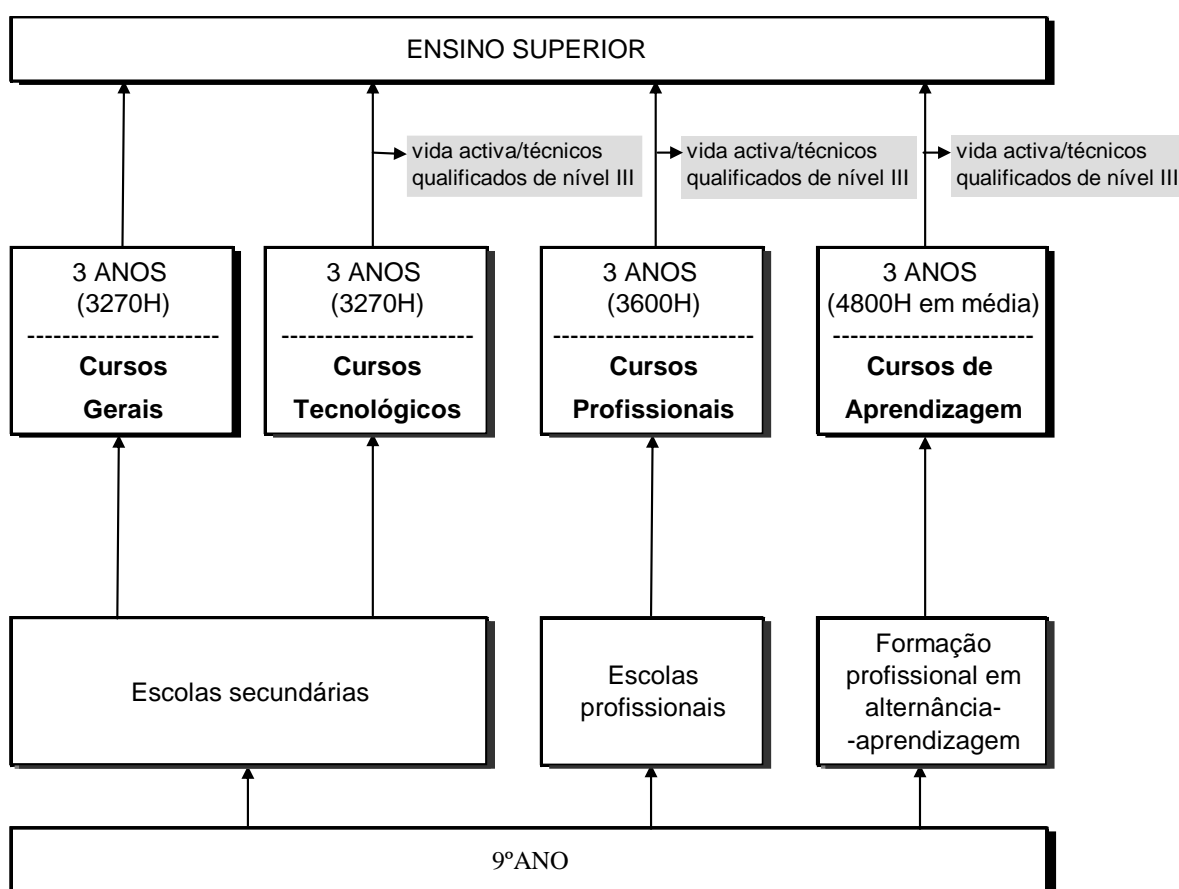 ENSINO SUPERIOR
vida activa/técnicos
qualificados de nível III
vida activa/técnicos
qualificados de nível III
vida activa/técnicos
qualificados de nível III
3 ANOS
(3270H)
-----------------------
Cursos
Gerais
3 ANOS
(3270H)
-----------------------
Cursos
Tecnológicos
3 ANOS
(3600H)
-----------------------
Cursos
Profissionais
3 ANOS
(4800H em média)
-----------------------
Cursos de
Aprendizagem
Escolas secundárias
Escolas
profissionais
Formação
profissional em
alternância-
-aprendizagem
9ºANO